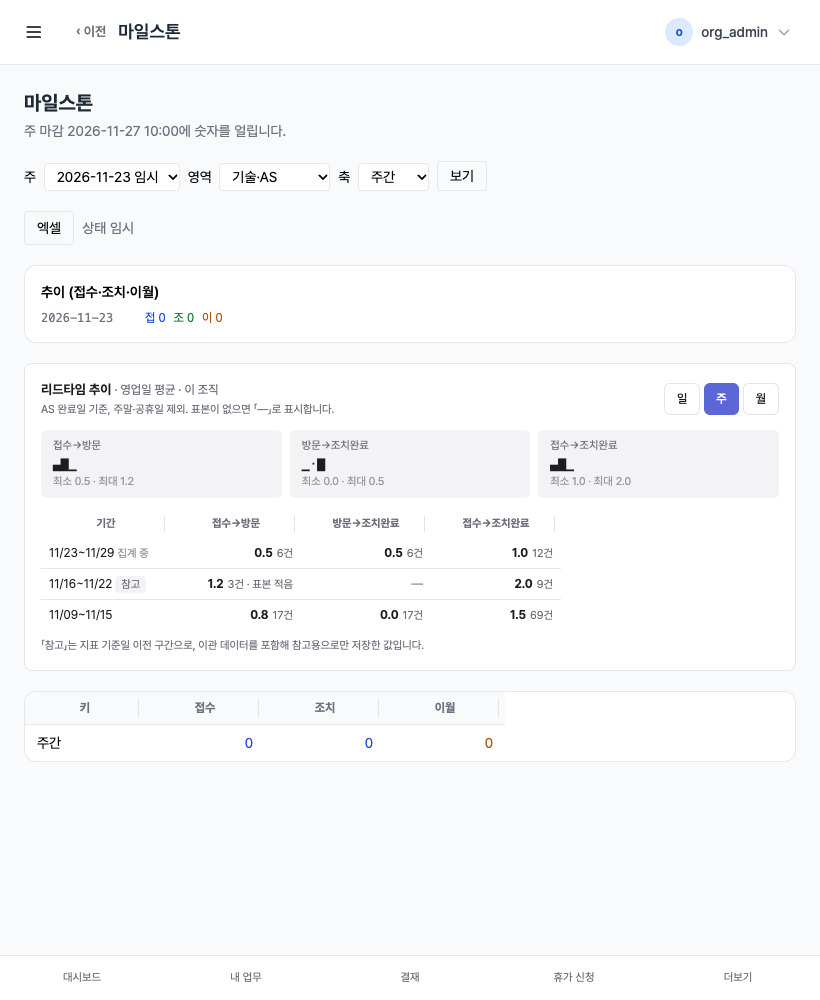 ‹ 이전 마일스톤 o org_admin
마일스톤
주 마감 2026-11-27 10:00에 숫자를 얼립니다.
주 2026-11-23 임시 영역 기술·AS 축 주간 보기
엑셀 상태 임시
추이 (접수·조치·이월)
2026-11-23 접 0 조 0 이 0
리드타임 추이 · 영업일 평균 · 이 조직
AS 완료일 기준, 주말·공휴일 제외. 표본이 없으면 「—」로 표시합니다.
일 주 월
접수→방문 방문→조치완료 접수→조치완료
▄█▁ ▁·█ ▄█▁
최소 0.5 · 최대 1.2 최소 0.0 · 최대 0.5 최소 1.0 · 최대 2.0
기간 접수→방문 방문→조치완료 접수→조치완료
11/23~11/29 집계 중 0.5 6건 0.5 6건 1.0 12건
11/16~11/22 참고 1.2 3건 · 표본 적음 — 2.0 9건
11/09~11/15 0.8 17건 0.0 17건 1.5 69건
「참고」는 지표 기준일 이전 구간으로, 이관 데이터를 포함해 참고용으로만 저장한 값입니다.
키 접수 조치 이월
주간 0 0 0
대시보드 내 업무 결재 휴가 신청 더보기